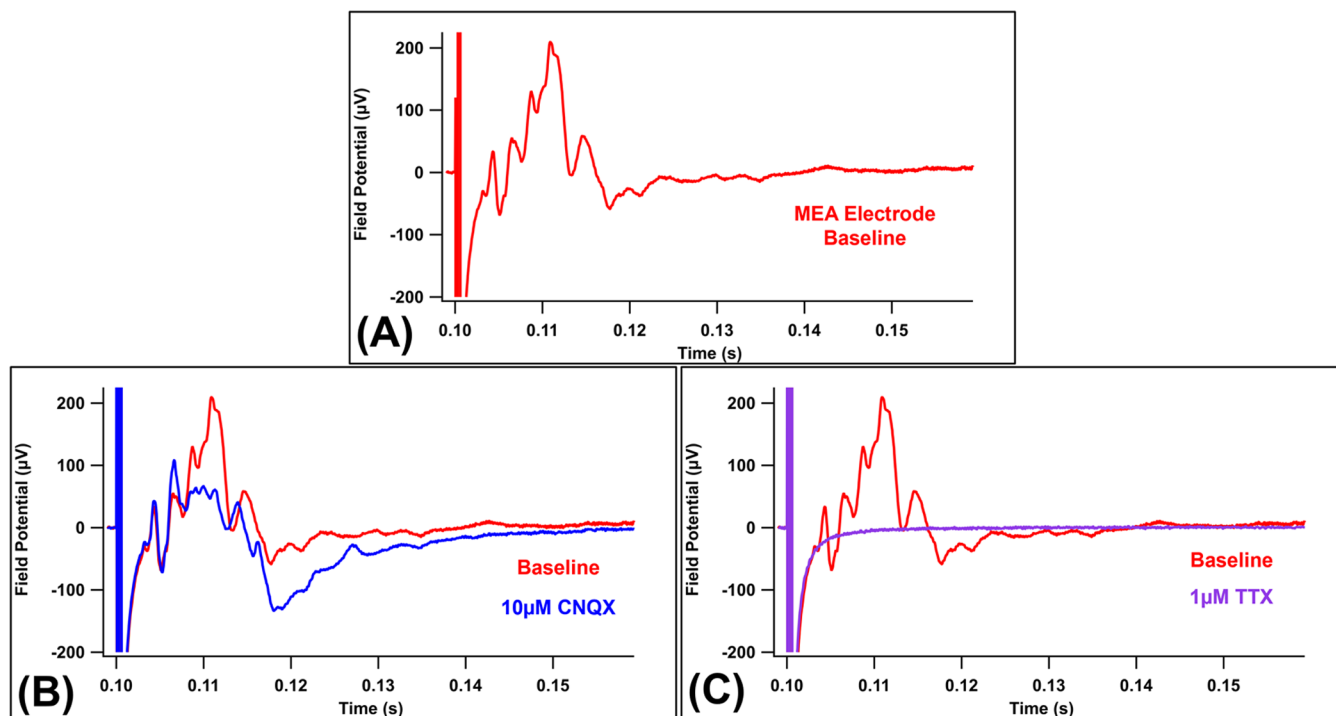 Field Potential (µV)
200
100
0
-100
-200
MEA Electrode
Baseline
0.10
0.11
0.12
0.13
0.14
0.15
Time (s)
(A)
Field Potential (µV)
200
100
0
-100
-200
Baseline
10µM CNQX
0.10
0.11
0.12
0.13
0.14
0.15
Time (s)
(B)
Field Potential (µV)
200
100
0
-100
-200
Baseline
1µM TTX
0.10
0.11
0.12
0.13
0.14
0.15
Time (s)
(C)